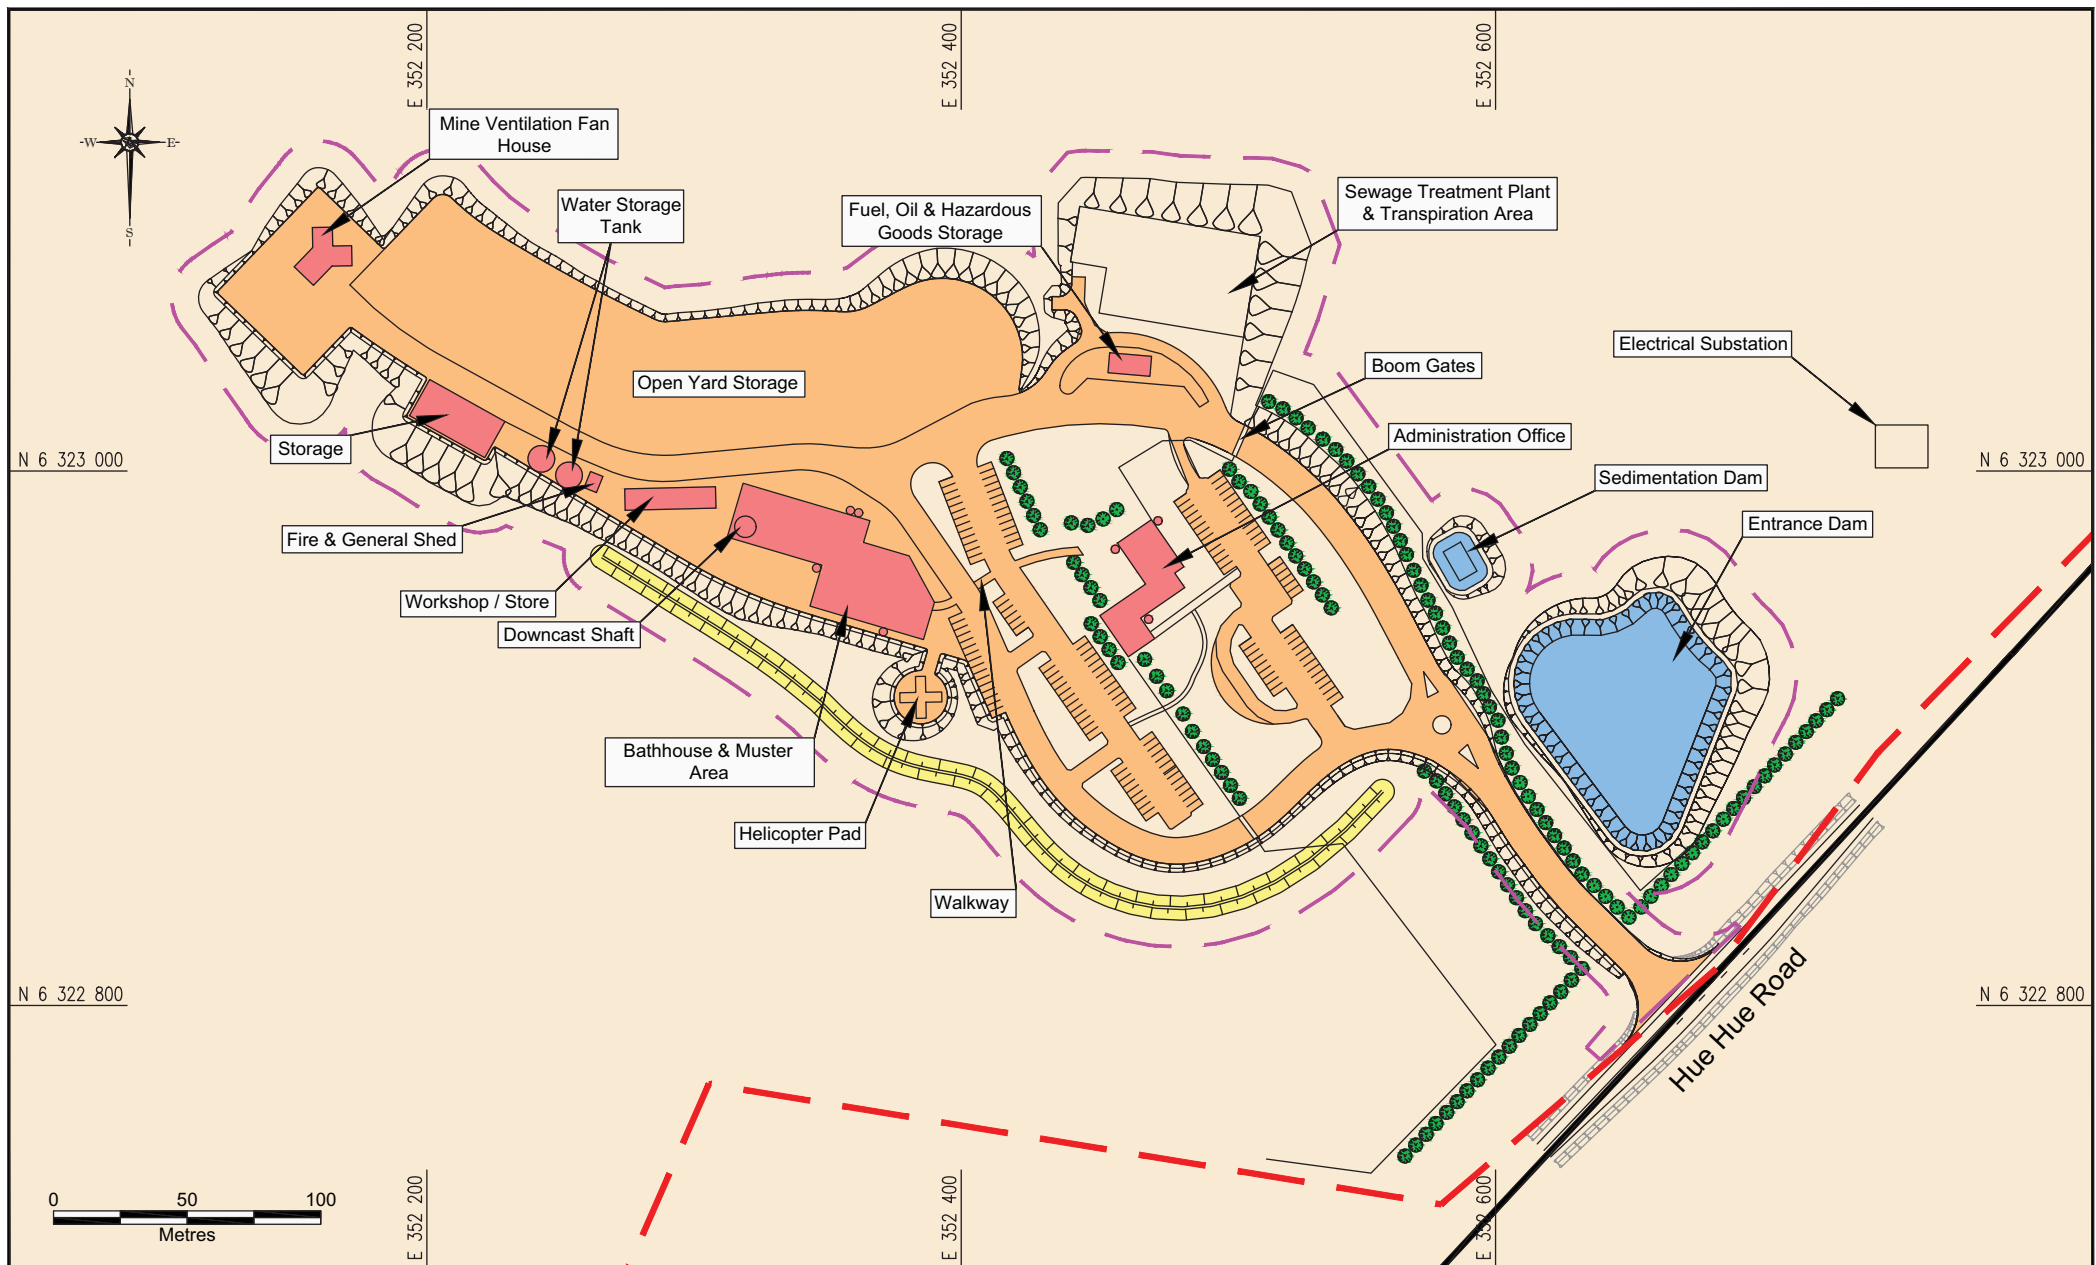 E 352 200
E 352 400
E 352 600
N
W
E
S
Mine Ventilation Fan
House
Water Storage
Tank
Fuel, Oil & Hazardous
Goods Storage
Sewage Treatment Plant
& Transpiration Area
Electrical Substation
Boom Gates
Open Yard Storage
Administration Office
Storage
N 6 323 000
N 6 323 000
Sedimentation Dam
Entrance Dam
Fire & General Shed
Workshop / Store
Downcast Shaft
Bathhouse & Muster
Area
Helicopter Pad
Walkway
N 6 322 800
N 6 322 800
Hue Hue Road
0 50 100
Metres
E 352 200
E 352 400
E 352 600